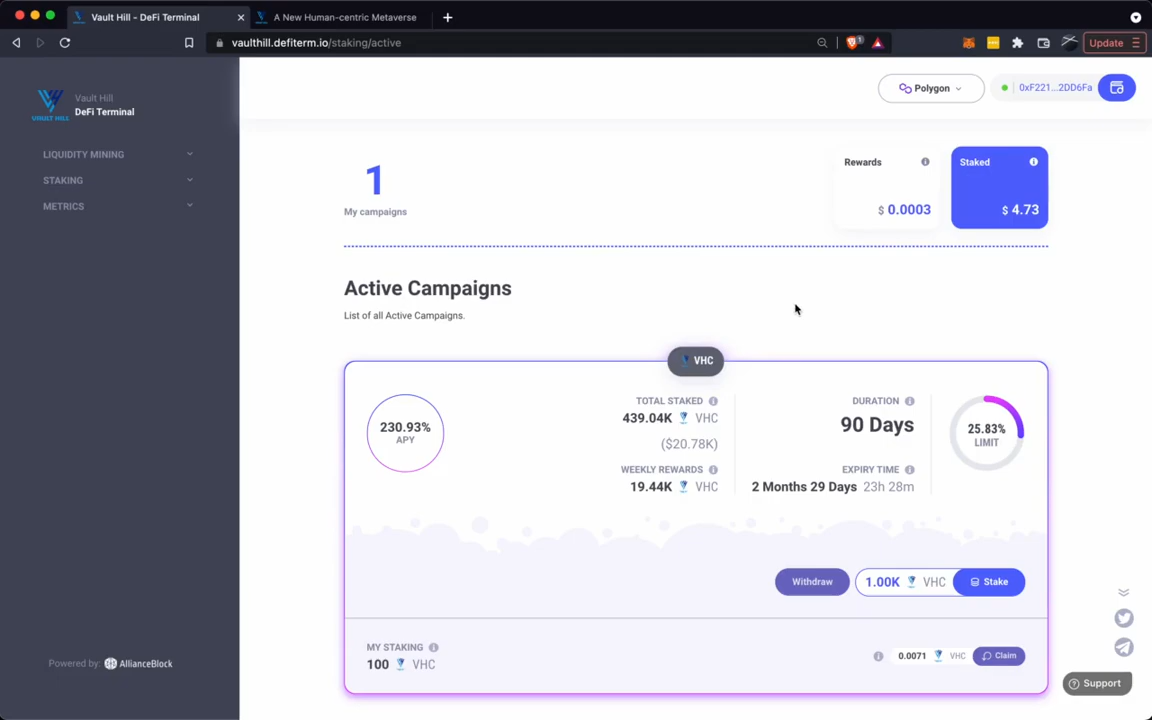 Vault Hill - DeFi Terminal
A New Human-centric Metaverse
vaulthill.defiterm.io/staking/active
1
Update
Vault Hill
DeFi Terminal
VAULT HILL
LIQUIDITY MINING
STAKING
METRICS
Powered by: AllianceBlock
Polygon
0xF221...2DD6Fa
1
My campaigns
Rewards
$ 0.0003
Staked
$ 4.73
Active Campaigns
List of all Active Campaigns.
VHC
230.93%
APY
TOTAL STAKED
439.04K VHC
($20.78K)
WEEKLY REWARDS
19.44K VHC
DURATION
90 Days
EXPIRY TIME
2 Months 29 Days 23h 28m
25.83%
LIMIT
Withdraw
1.00K VHC
Stake
MY STAKING
100 VHC
0.0071 VHC
Claim
Support